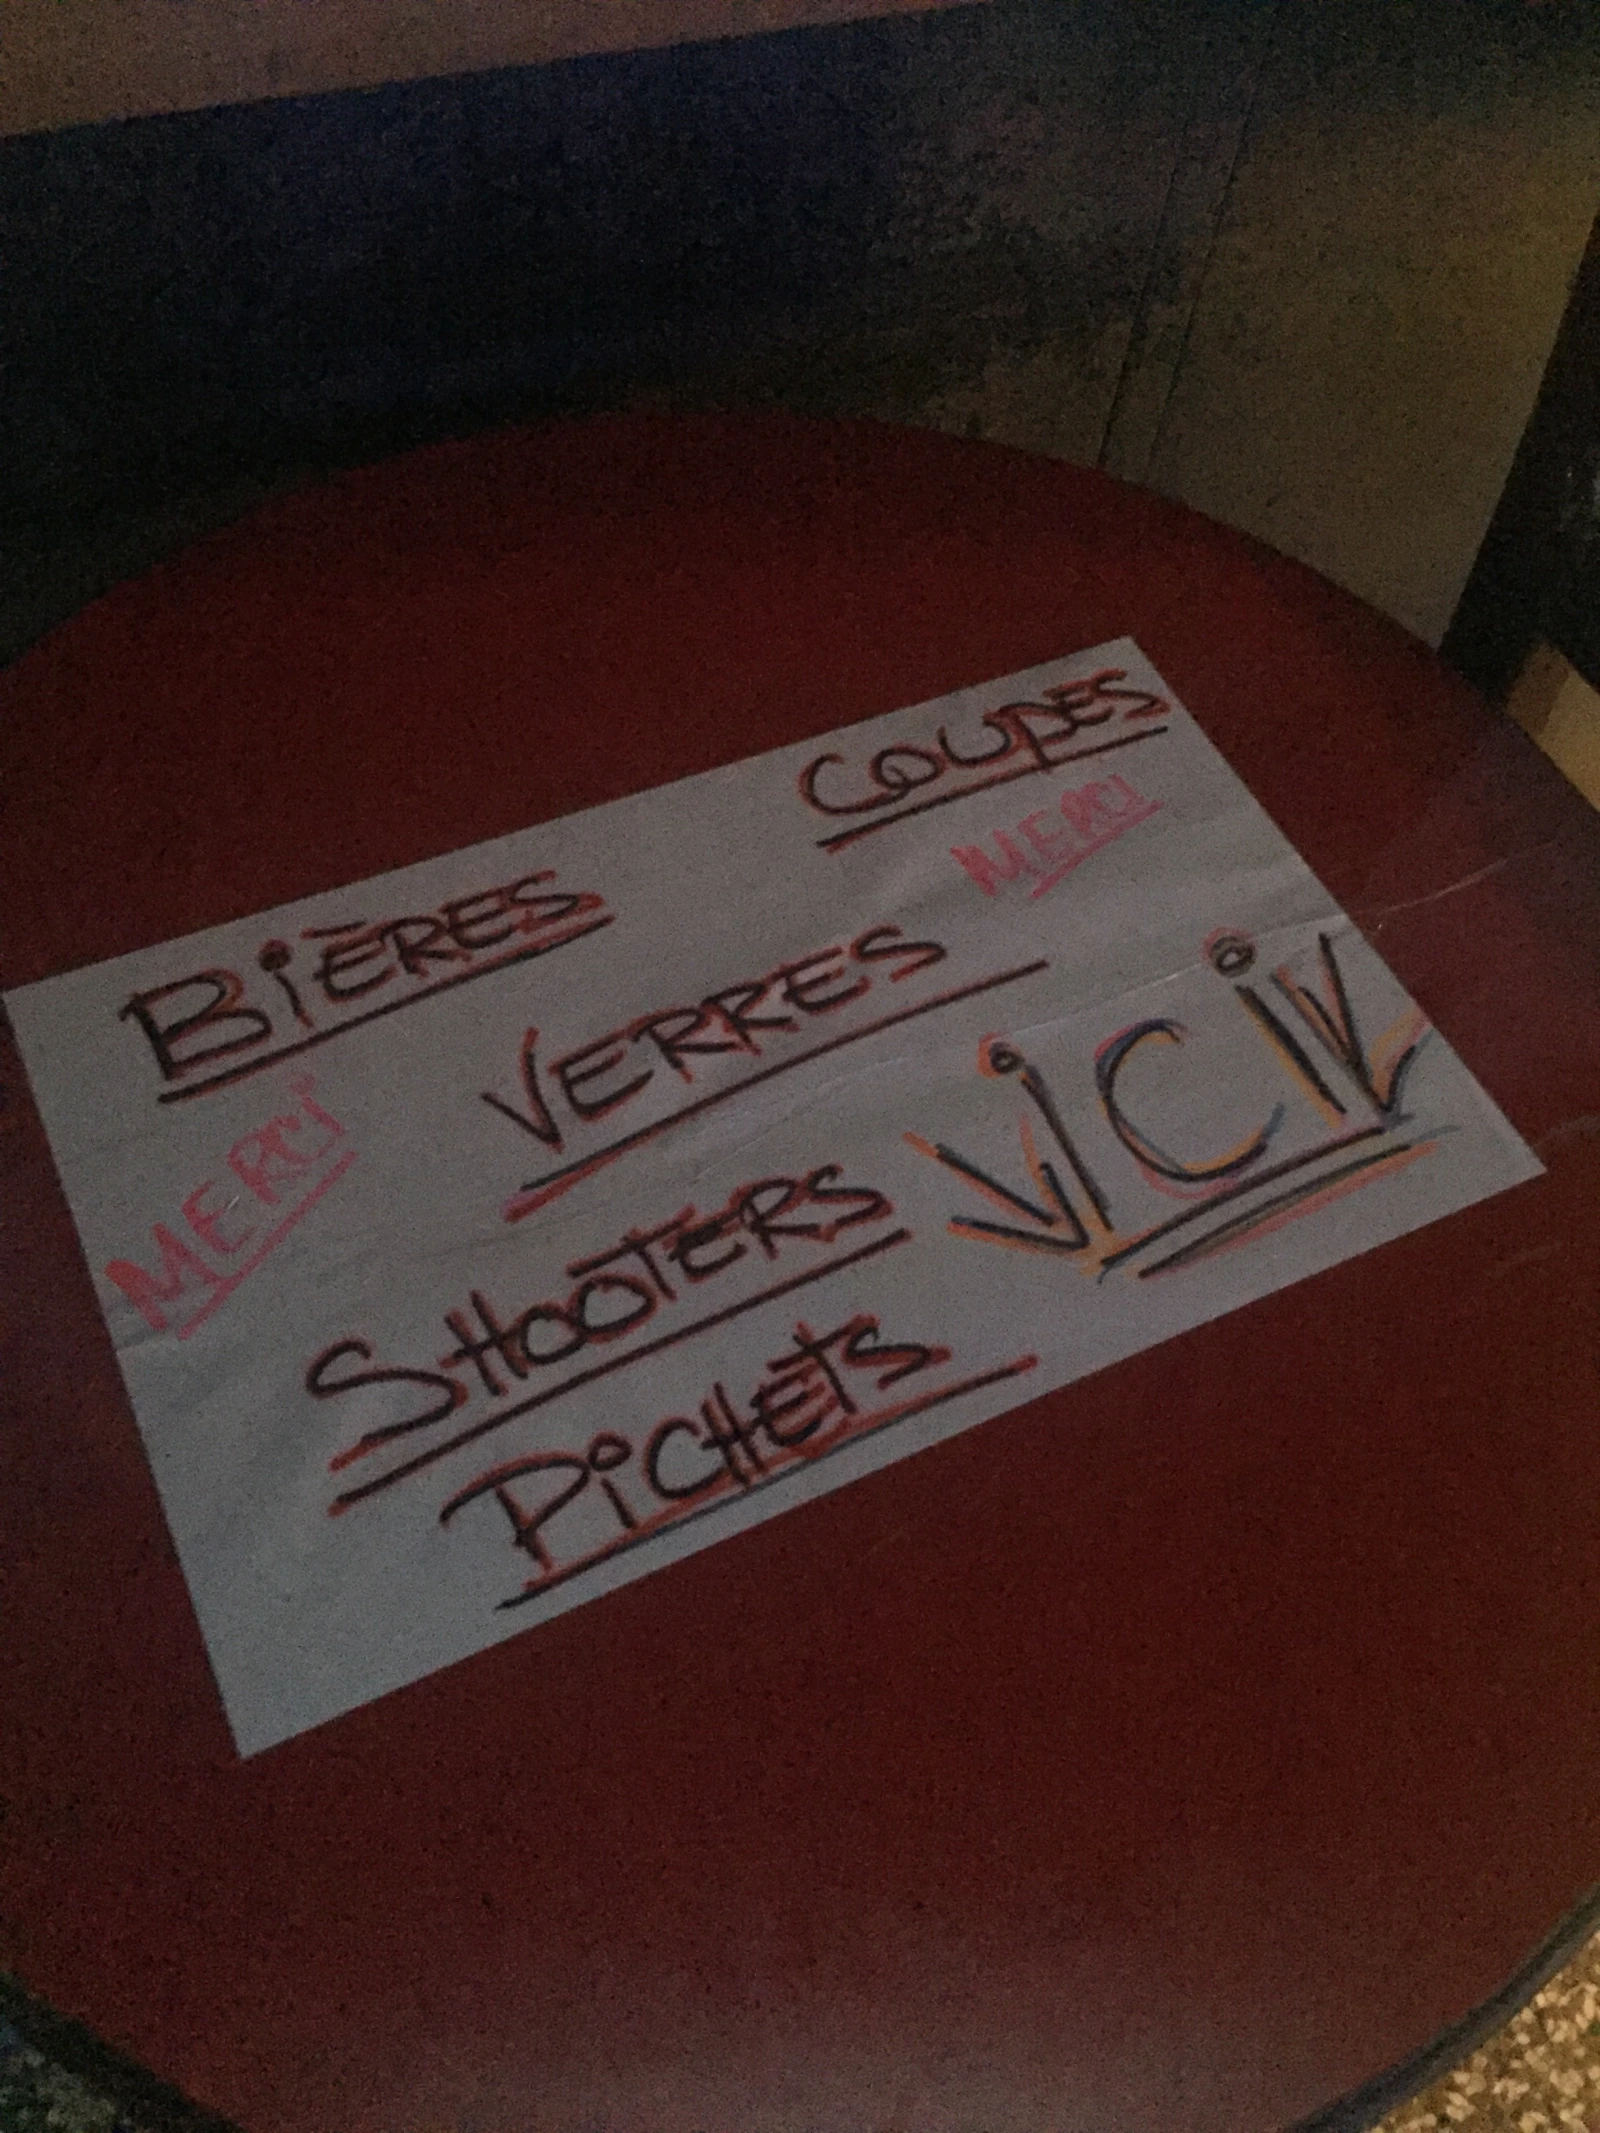 COUPES
BiÈRES
MERCI
VERRES
MERCi
iCi
SHOOTERS
PiCHETS